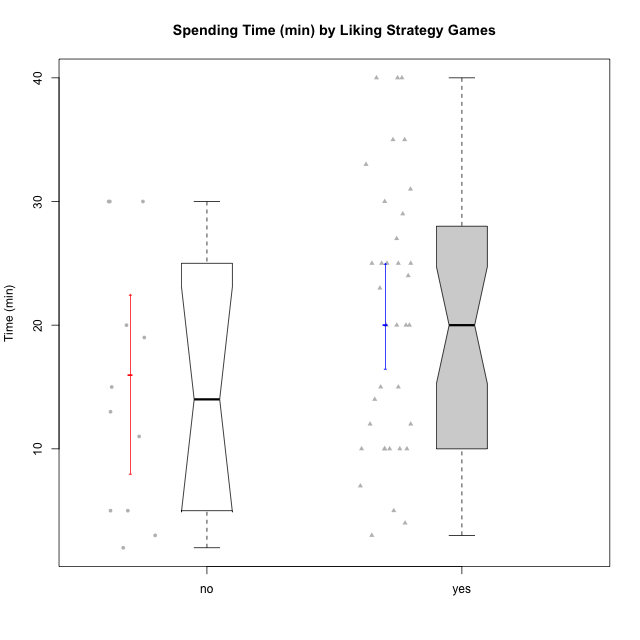 Spending Time (min) by Liking Strategy Games
40
30
20
10
Time (min)
no
yes